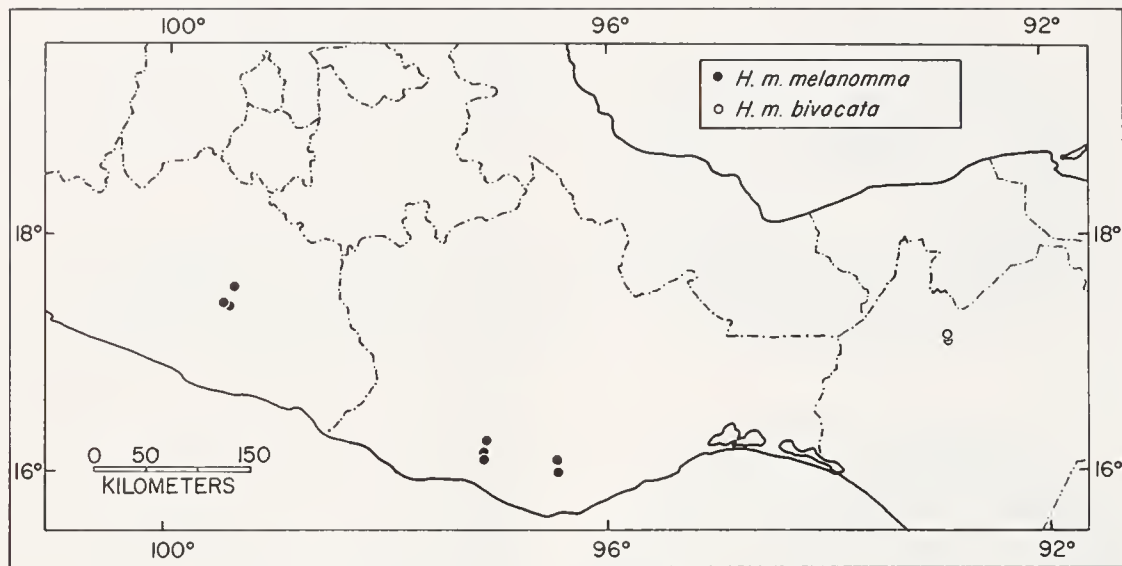 100° 96° 92°
● H. m. melanomma
○ H. m. bivocata
18° 18°
0 50 150
KILOMETERS
16° 16°
100° 96° 92°